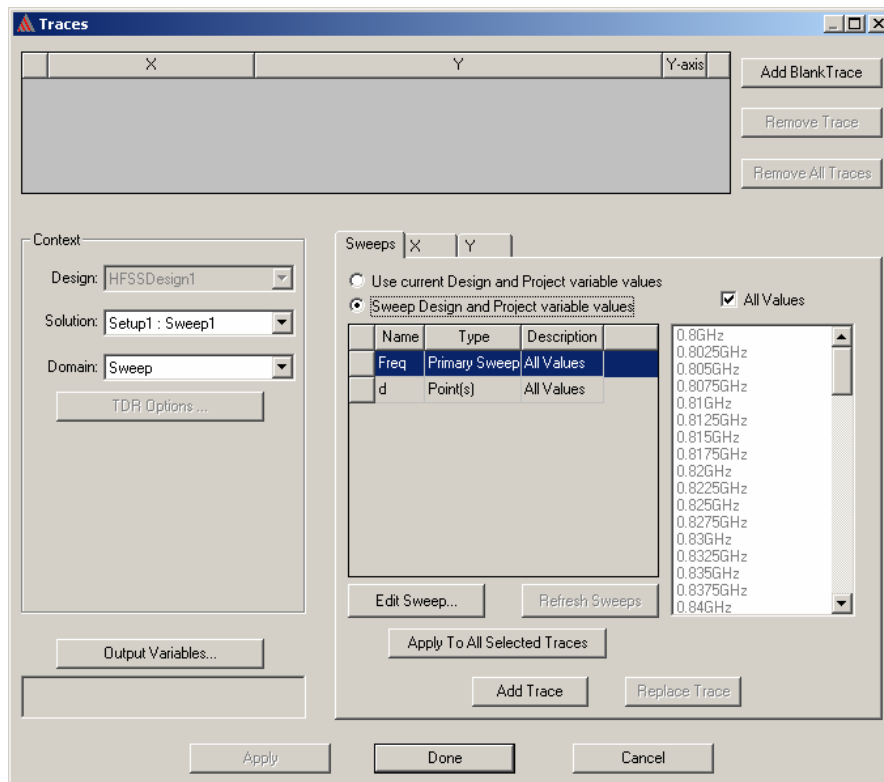 Traces
X Y Y-axis
Add BlankTrace
Remove Trace
Remove All Traces
Context
Design: HFSSDesign1
Solution: Setup1 : Sweep1
Domain: Sweep
TDR Options ...
Output Variables...
Sweeps X Y
Use current Design and Project variable values
Sweep Design and Project variable values
All Values
Name Type Description
Freq Primary Sweep All Values
d Point(s) All Values
0.8GHz
0.8025GHz
0.805GHz
0.8075GHz
0.81GHz
0.8125GHz
0.815GHz
0.8175GHz
0.82GHz
0.8225GHz
0.825GHz
0.8275GHz
0.83GHz
0.8325GHz
0.835GHz
0.8375GHz
0.84GHz
Edit Sweep... Refresh Sweeps
Apply To All Selected Traces
Add Trace Replace Trace
Apply Done Cancel